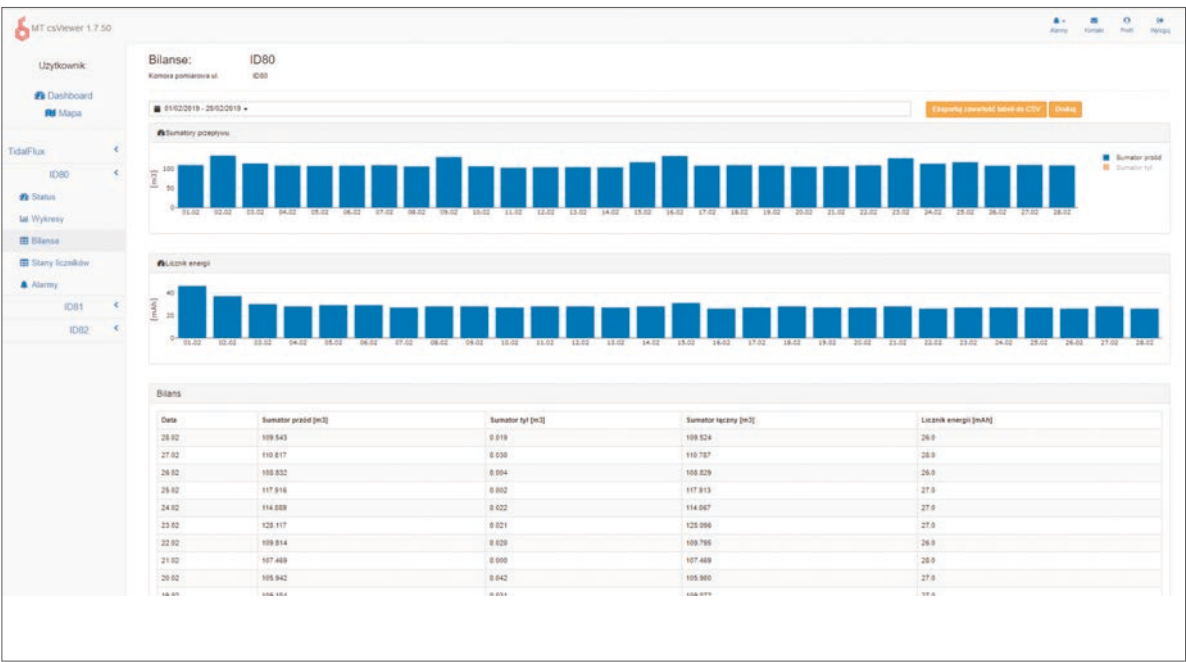 MT csViewer 1.7.50
Alarmy Kontakt Profil Wyloguj
Użytkownik:
Dashboard
Mapa
TidalFlux
ID80
Status
Wykresy
Bilanse
Stany liczników
Alarmy
ID81
ID82
Bilanse: ID80
Komora pomiarowa ul. ID80
01/02/2019 - 28/02/2019
Eksportuj zawartość tabeli do CSV Drukuj
Sumatory przepływu
[m3]
100
50
0
01.02 02.02 03.02 04.02 05.02 06.02 07.02 08.02 09.02 10.02 11.02 12.02 13.02 14.02 15.02 16.02 17.02 18.02 19.02 20.02 21.02 22.02 23.02 24.02 25.02 26.02 27.02 28.02
Sumator przód
Sumator tył
Licznik energii
[mAh]
40
20
0
01.02 02.02 03.02 04.02 05.02 06.02 07.02 08.02 09.02 10.02 11.02 12.02 13.02 14.02 15.02 16.02 17.02 18.02 19.02 20.02 21.02 22.02 23.02 24.02 25.02 26.02 27.02 28.02
Bilans
Data Sumator przód [m3] Sumator tył [m3] Sumator łączny [m3] Licznik energii [mAh]
28.02 109.543 0.019 109.524 26.0
27.02 110.817 0.030 110.787 28.0
26.02 108.832 0.004 108.829 26.0
25.02 117.916 0.002 117.913 27.0
24.02 114.089 0.022 114.067 27.0
23.02 128.117 0.021 128.096 27.0
22.02 109.814 0.020 109.795 26.0
21.02 107.469 0.000 107.469 28.0
20.02 105.942 0.042 105.900 27.0